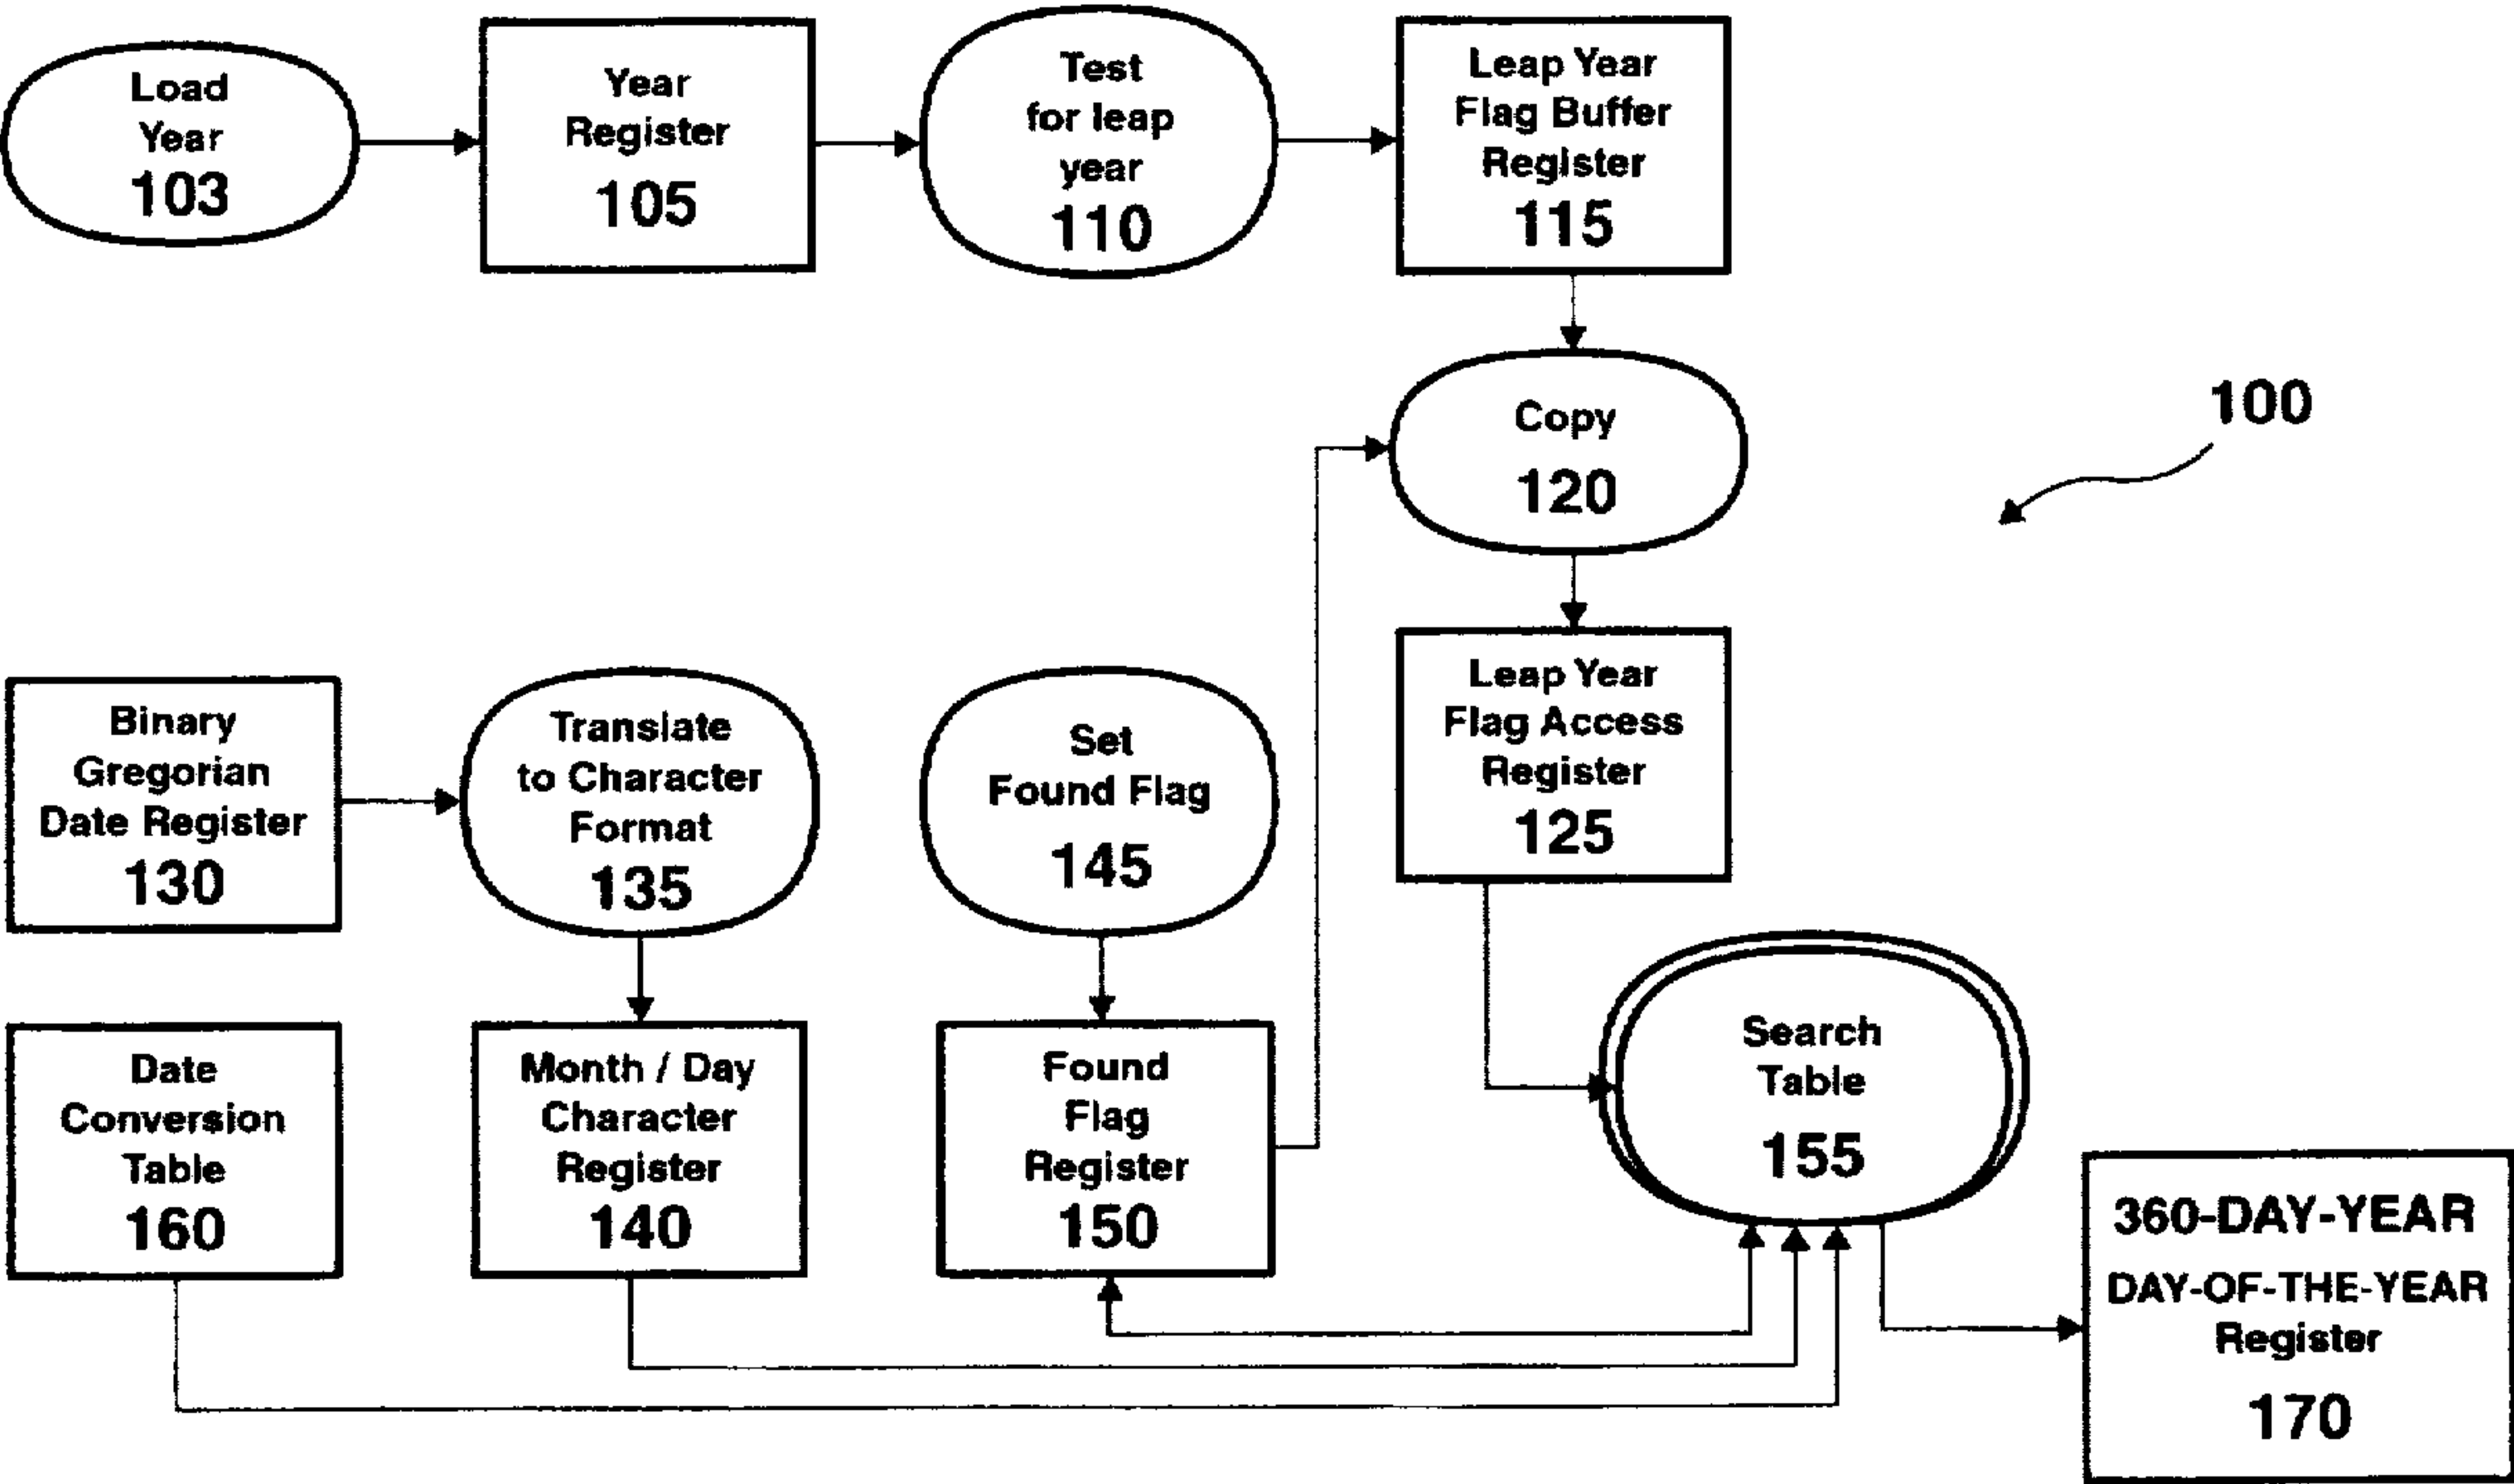 Load
Year
103
Year
Register
105
Test
for leap
year
110
Leap Year
Flag Buffer
Register
115
Copy
120
100
Leap Year
Flag Access
Register
125
Binary
Gregorian
Date Register
130
Translate
to Character
Format
135
Set
Found Flag
145
Date
Conversion
Table
160
Month / Day
Character
Register
140
Found
Flag
Register
150
Search
Table
155
360-DAY-YEAR
DAY-OF-THE-YEAR
Register
170